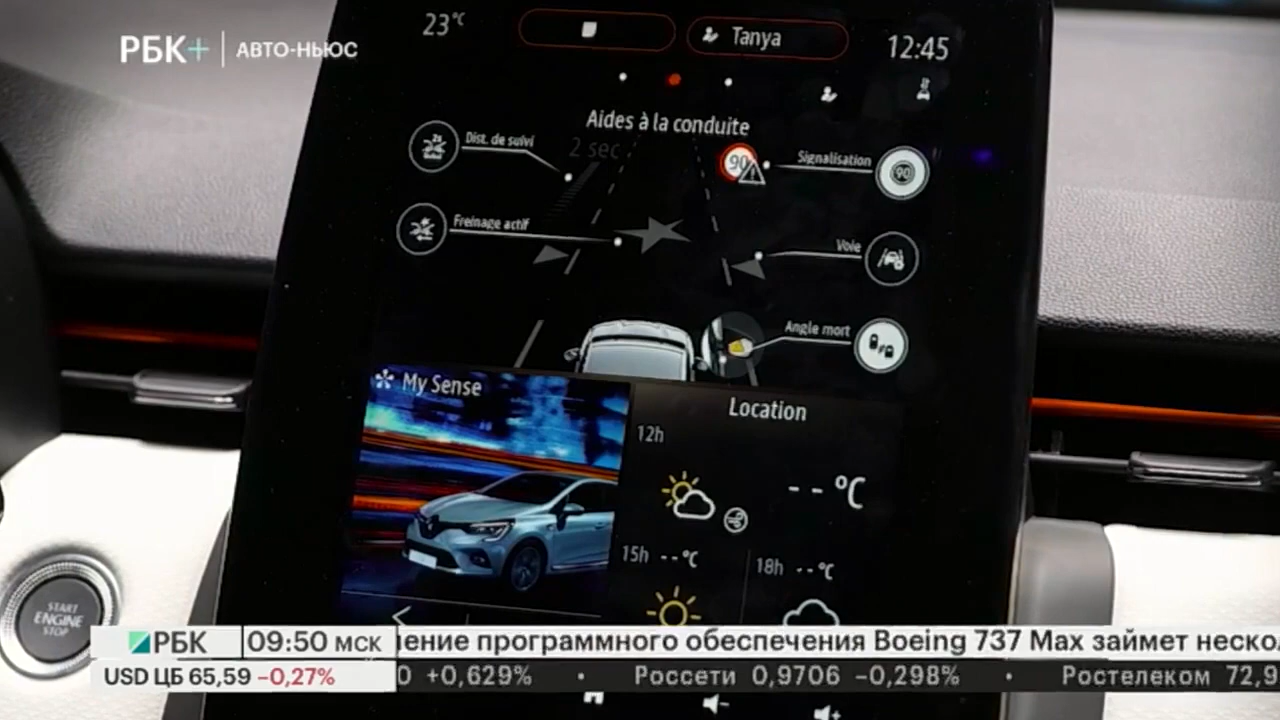 РБК+ | АВТО-НЬЮС
23°C
Tanya
12:45
Aides à la conduite
Dist. de suivi
2 sec
90
Signalisation
90
Freinage actif
Voie
Angle mort
My Sense
Location
12h
-- °C
15h -- °C
18h -- °C
START
ENGINE
STOP
РБК 09:50 МСК ение программного обеспечения Boeing 737 Max займет неско
USD ЦБ 65,59 −0,27% 0 +0,629% • Россети 0,9706 −0,298% • Ростелеком 72,9